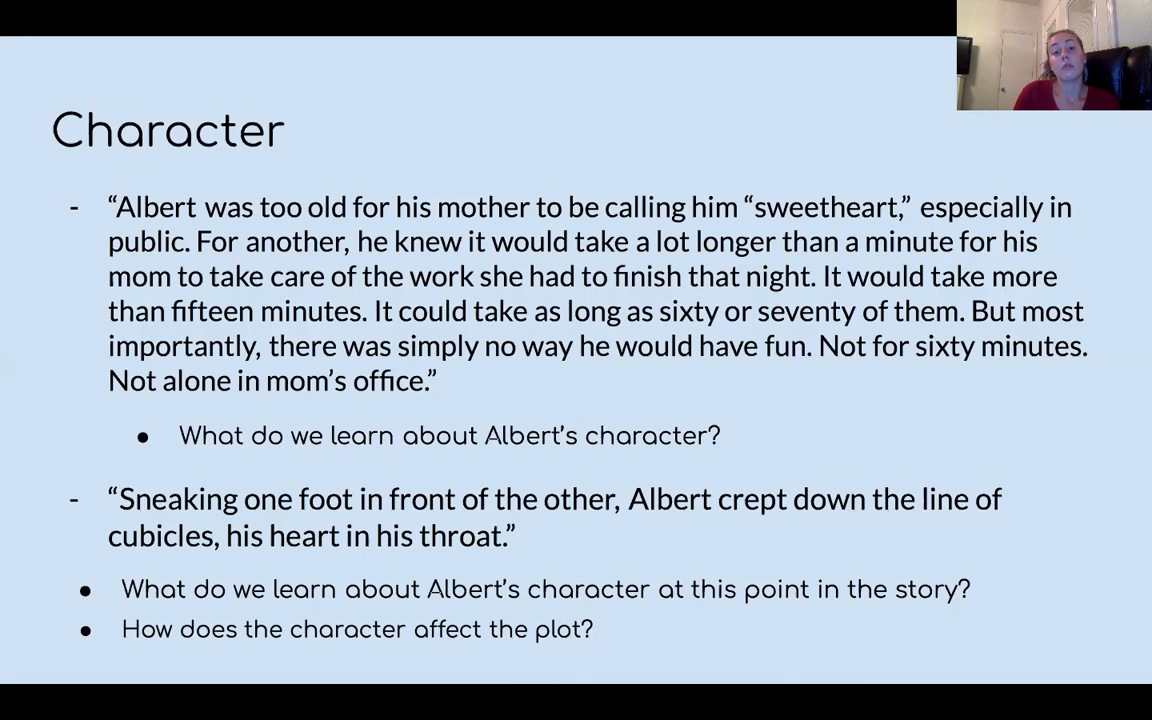 Character
- “Albert was too old for his mother to be calling him “sweetheart,” especially in
public. For another, he knew it would take a lot longer than a minute for his
mom to take care of the work she had to finish that night. It would take more
than fifteen minutes. It could take as long as sixty or seventy of them. But most
importantly, there was simply no way he would have fun. Not for sixty minutes.
Not alone in mom’s office.”
● What do we learn about Albert’s character?
- “Sneaking one foot in front of the other, Albert crept down the line of
cubicles, his heart in his throat.”
● What do we learn about Albert’s character at this point in the story?
● How does the character affect the plot?